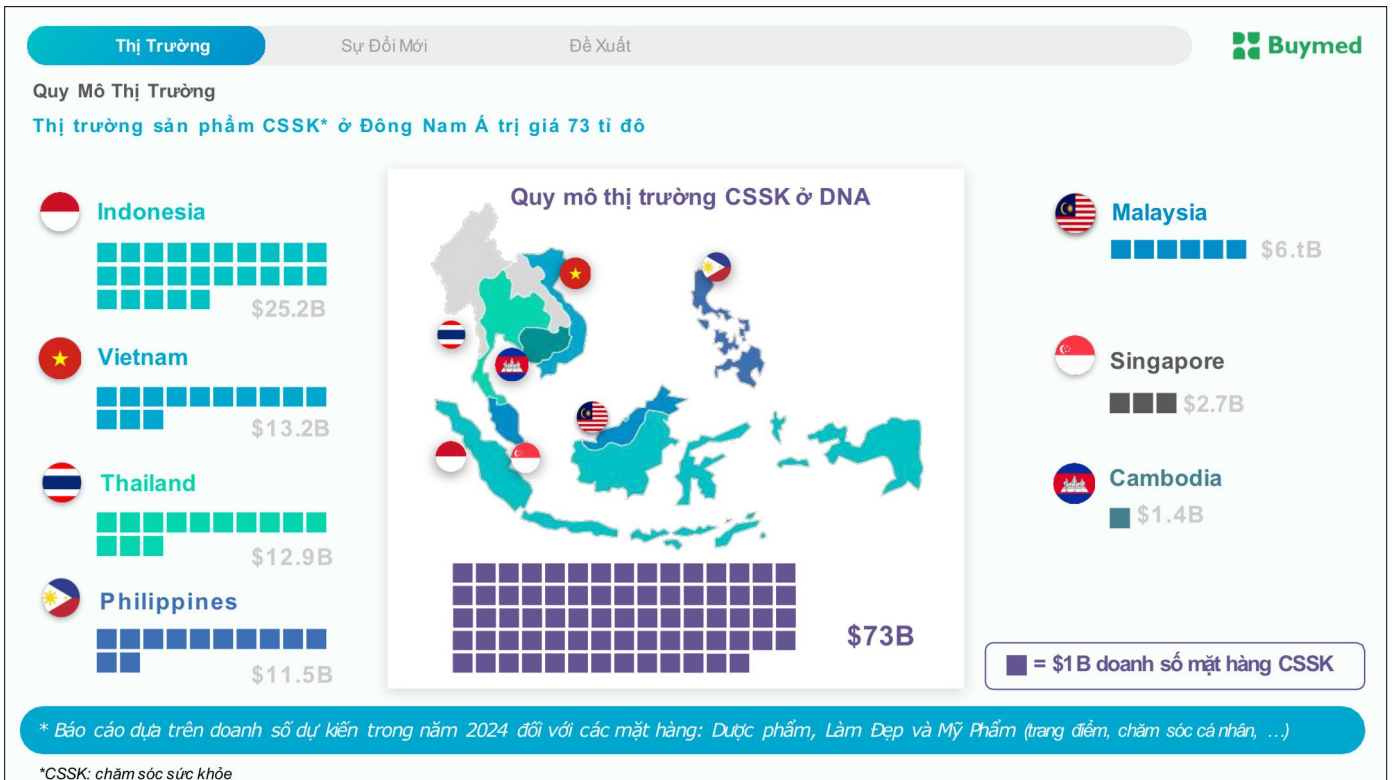 Thị Trường
Sự Đổi Mới
Đề Xuất
Buymed
Quy Mô Thị Trường
Thị trường sản phẩm CSSK* ở Đông Nam Á trị giá 73 tỉ đô
Indonesia
$25.2B
Vietnam
$13.2B
Thailand
$12.9B
Philippines
$11.5B
Quy mô thị trường CSSK ở DNA
$73B
Malaysia
$6.tB
Singapore
$2.7B
Cambodia
$1.4B
= $1B doanh số mặt hàng CSSK
* Báo cáo dựa trên doanh số dự kiến trong năm 2024 đối với các mặt hàng: Dược phẩm, Làm Đẹp và Mỹ Phẩm (trang điểm, chăm sóc cá nhân, ...)
*CSSK: chăm sóc sức khỏe